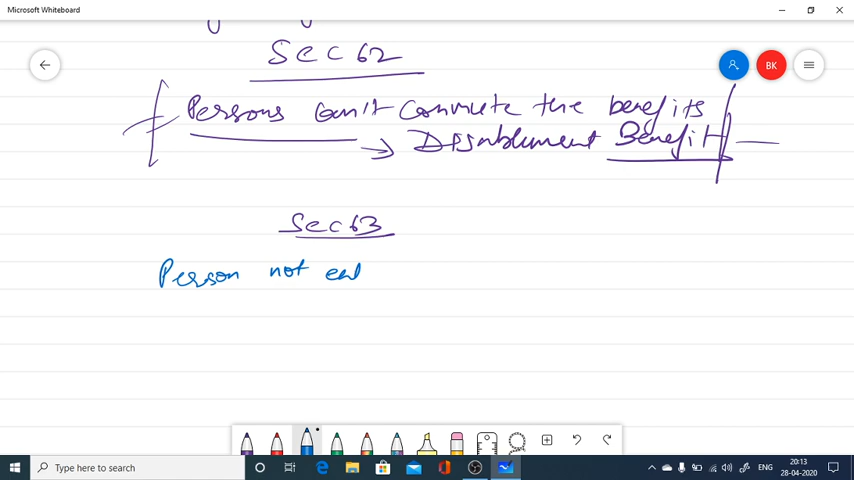 Microsoft Whiteboard
BK
Sec 62
Persons Can't Commute the benefits
→ Disablement Benefit
Sec 63
Person not ent
Type here to search
ENG
20:13
28-04-2020